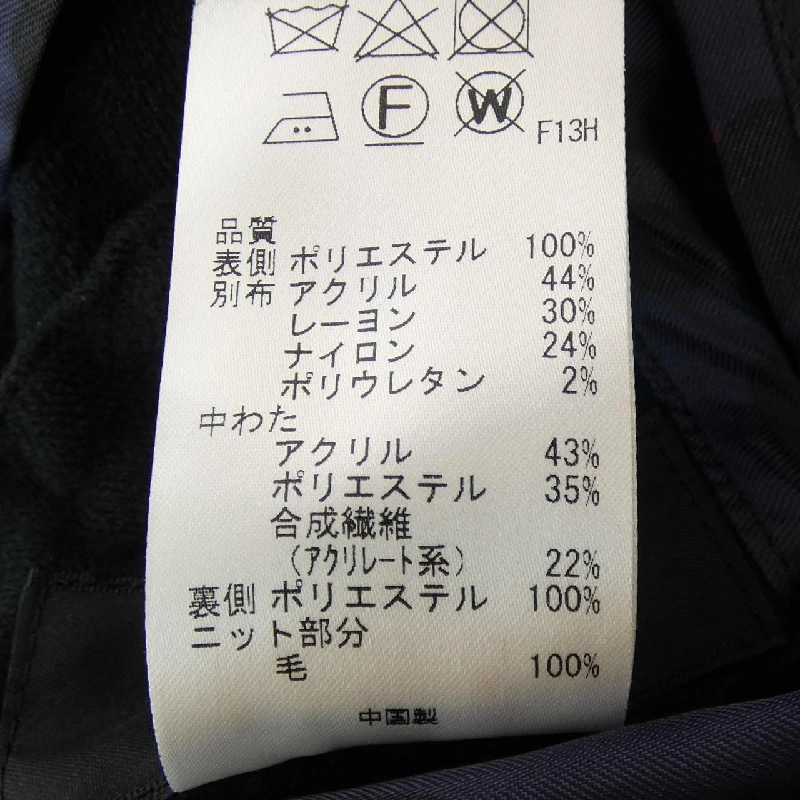 F W F13H
品質
表側 ポリエステル 100%
別布 アクリル 44%
レーヨン 30%
ナイロン 24%
ポリウレタン 2%
中わた
アクリル 43%
ポリエステル 35%
合成繊維
(アクリレート系) 22%
裏側 ポリエステル 100%
ニット部分
毛 100%
中国製